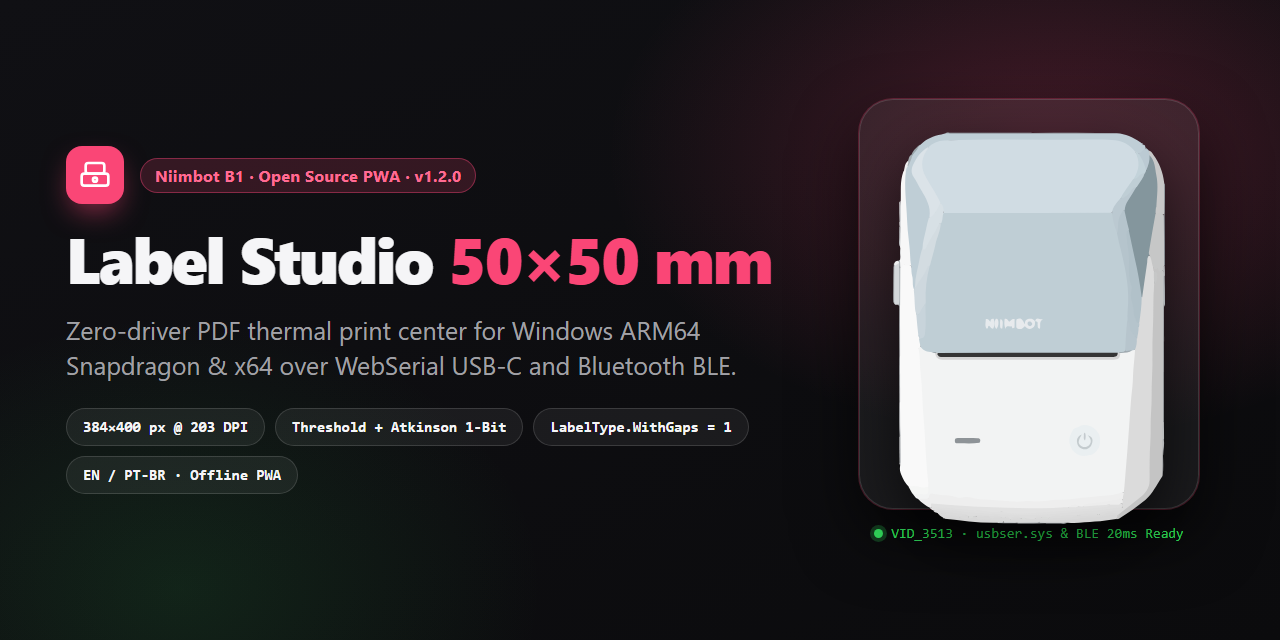 Niimbot B1 · Open Source PWA · v1.2.0
Label Studio 50×50 mm
Zero-driver PDF thermal print center for Windows ARM64
Snapdragon & x64 over WebSerial USB-C and Bluetooth BLE.
384×400 px @ 203 DPI
Threshold + Atkinson 1-Bit
LabelType.WithGaps = 1
EN / PT-BR · Offline PWA
NIIMBOT
VID_3513 · usbser.sys & BLE 20ms Ready